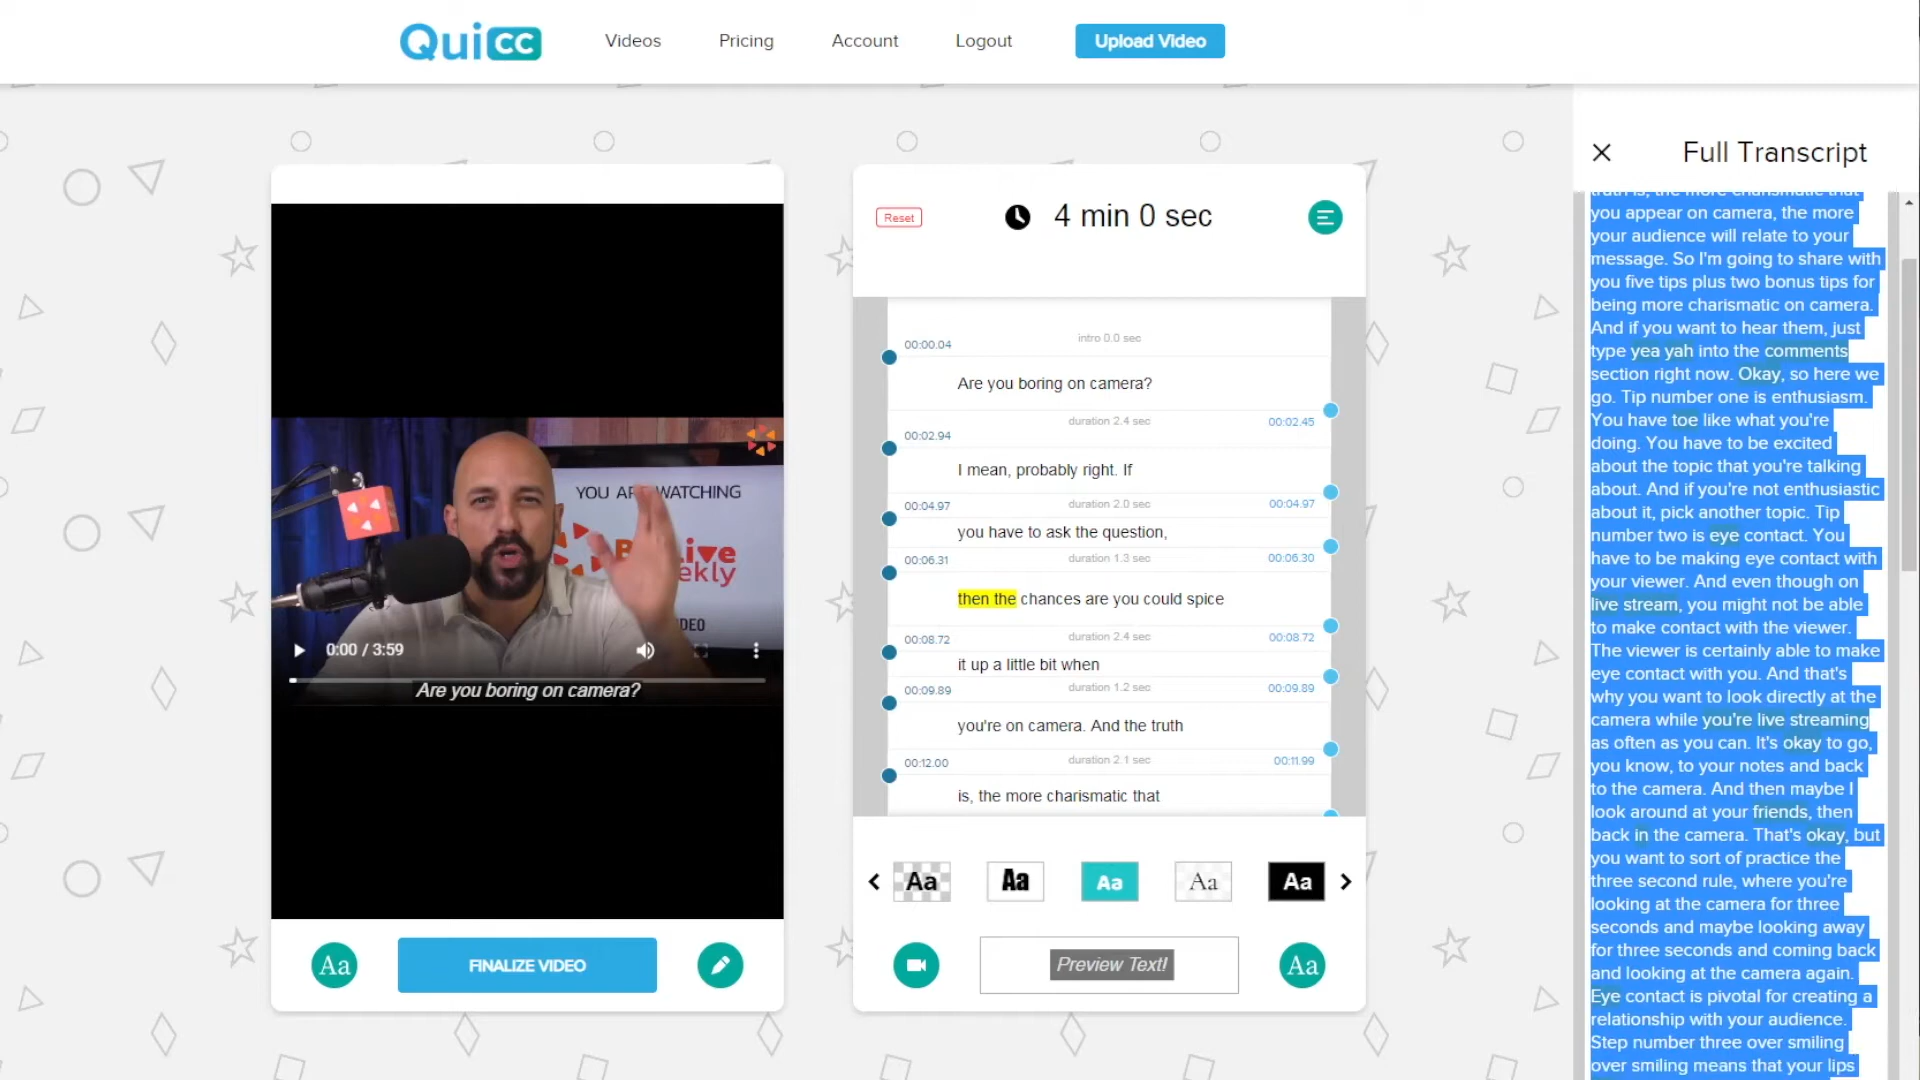 Quicc
Videos
Pricing
Account
Logout
Upload Video
Full Transcript
Reset
4 min 0 sec
00:00.04
intro 0.0 sec
Are you boring on camera?
duration 2.4 sec
00:02.45
00:02.94
I mean, probably right. If
00:04.97
duration 2.0 sec
00:04.97
you have to ask the question,
00:06.31
duration 1.3 sec
00:06.30
then the chances are you could spice
00:08.72
duration 2.4 sec
00:08.72
it up a little bit when
00:09.89
duration 1.2 sec
00:09.89
you're on camera. And the truth
00:12.00
duration 2.1 sec
00:11.99
is, the more charismatic that
YOU ARE WATCHING
0:00 / 3:59
Are you boring on camera?
Aa
FINALIZE VIDEO
Aa
Aa
Aa
Aa
Aa
Preview Text!
Aa
truth is, the more charismatic that
you appear on camera, the more
your audience will relate to your
message. So I'm going to share with
you five tips plus two bonus tips for
being more charismatic on camera.
And if you want to hear them, just
type yea yah into the comments
section right now. Okay, so here we
go. Tip number one is enthusiasm.
You have toe like what you're
doing. You have to be excited
about the topic that you're talking
about. And if you're not enthusiastic
about it, pick another topic. Tip
number two is eye contact. You
have to be making eye contact with
your viewer. And even though on
live stream, you might not be able
to make contact with the viewer.
The viewer is certainly able to make
eye contact with you. And that's
why you want to look directly at the
camera while you're live streaming
as often as you can. It's okay to go,
you know, to your notes and back
to the camera. And then maybe I
look around at your friends, then
back in the camera. That's okay, but
you want to sort of practice the
three second rule, where you're
looking at the camera for three
seconds and maybe looking away
for three seconds and coming back
and looking at the camera again.
Eye contact is pivotal for creating a
relationship with your audience.
Step number three over smiling
over smiling means that your lips